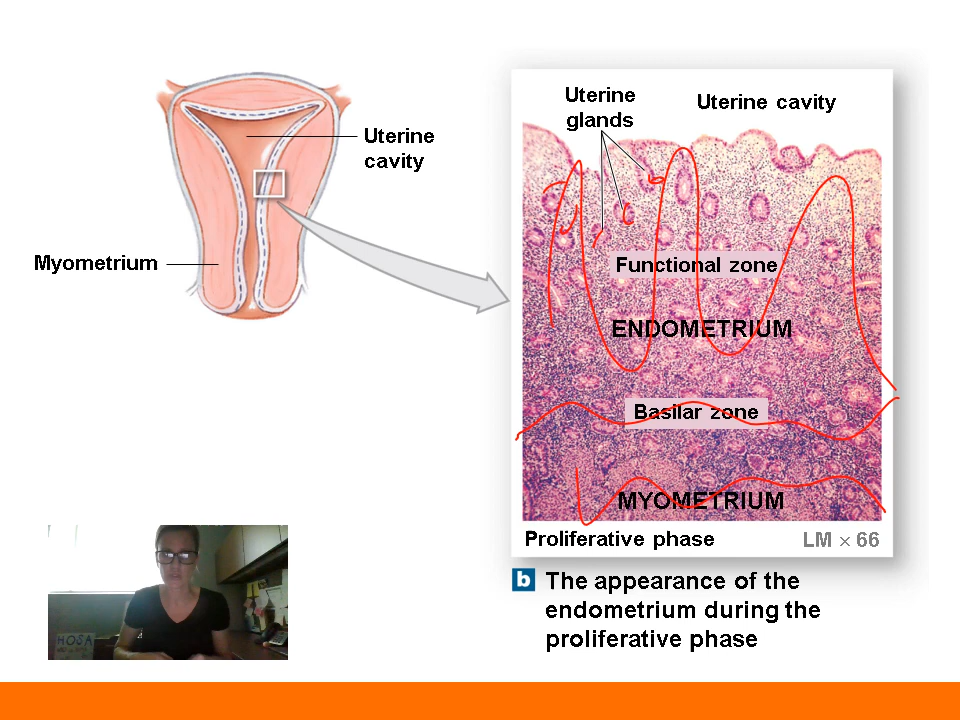 Uterine
cavity
Myometrium
Uterine
glands
Uterine cavity
Functional zone
ENDOMETRIUM
Basilar zone
MYOMETRIUM
Proliferative phase
LM × 66
b
The appearance of the
endometrium during the
proliferative phase
HOSA